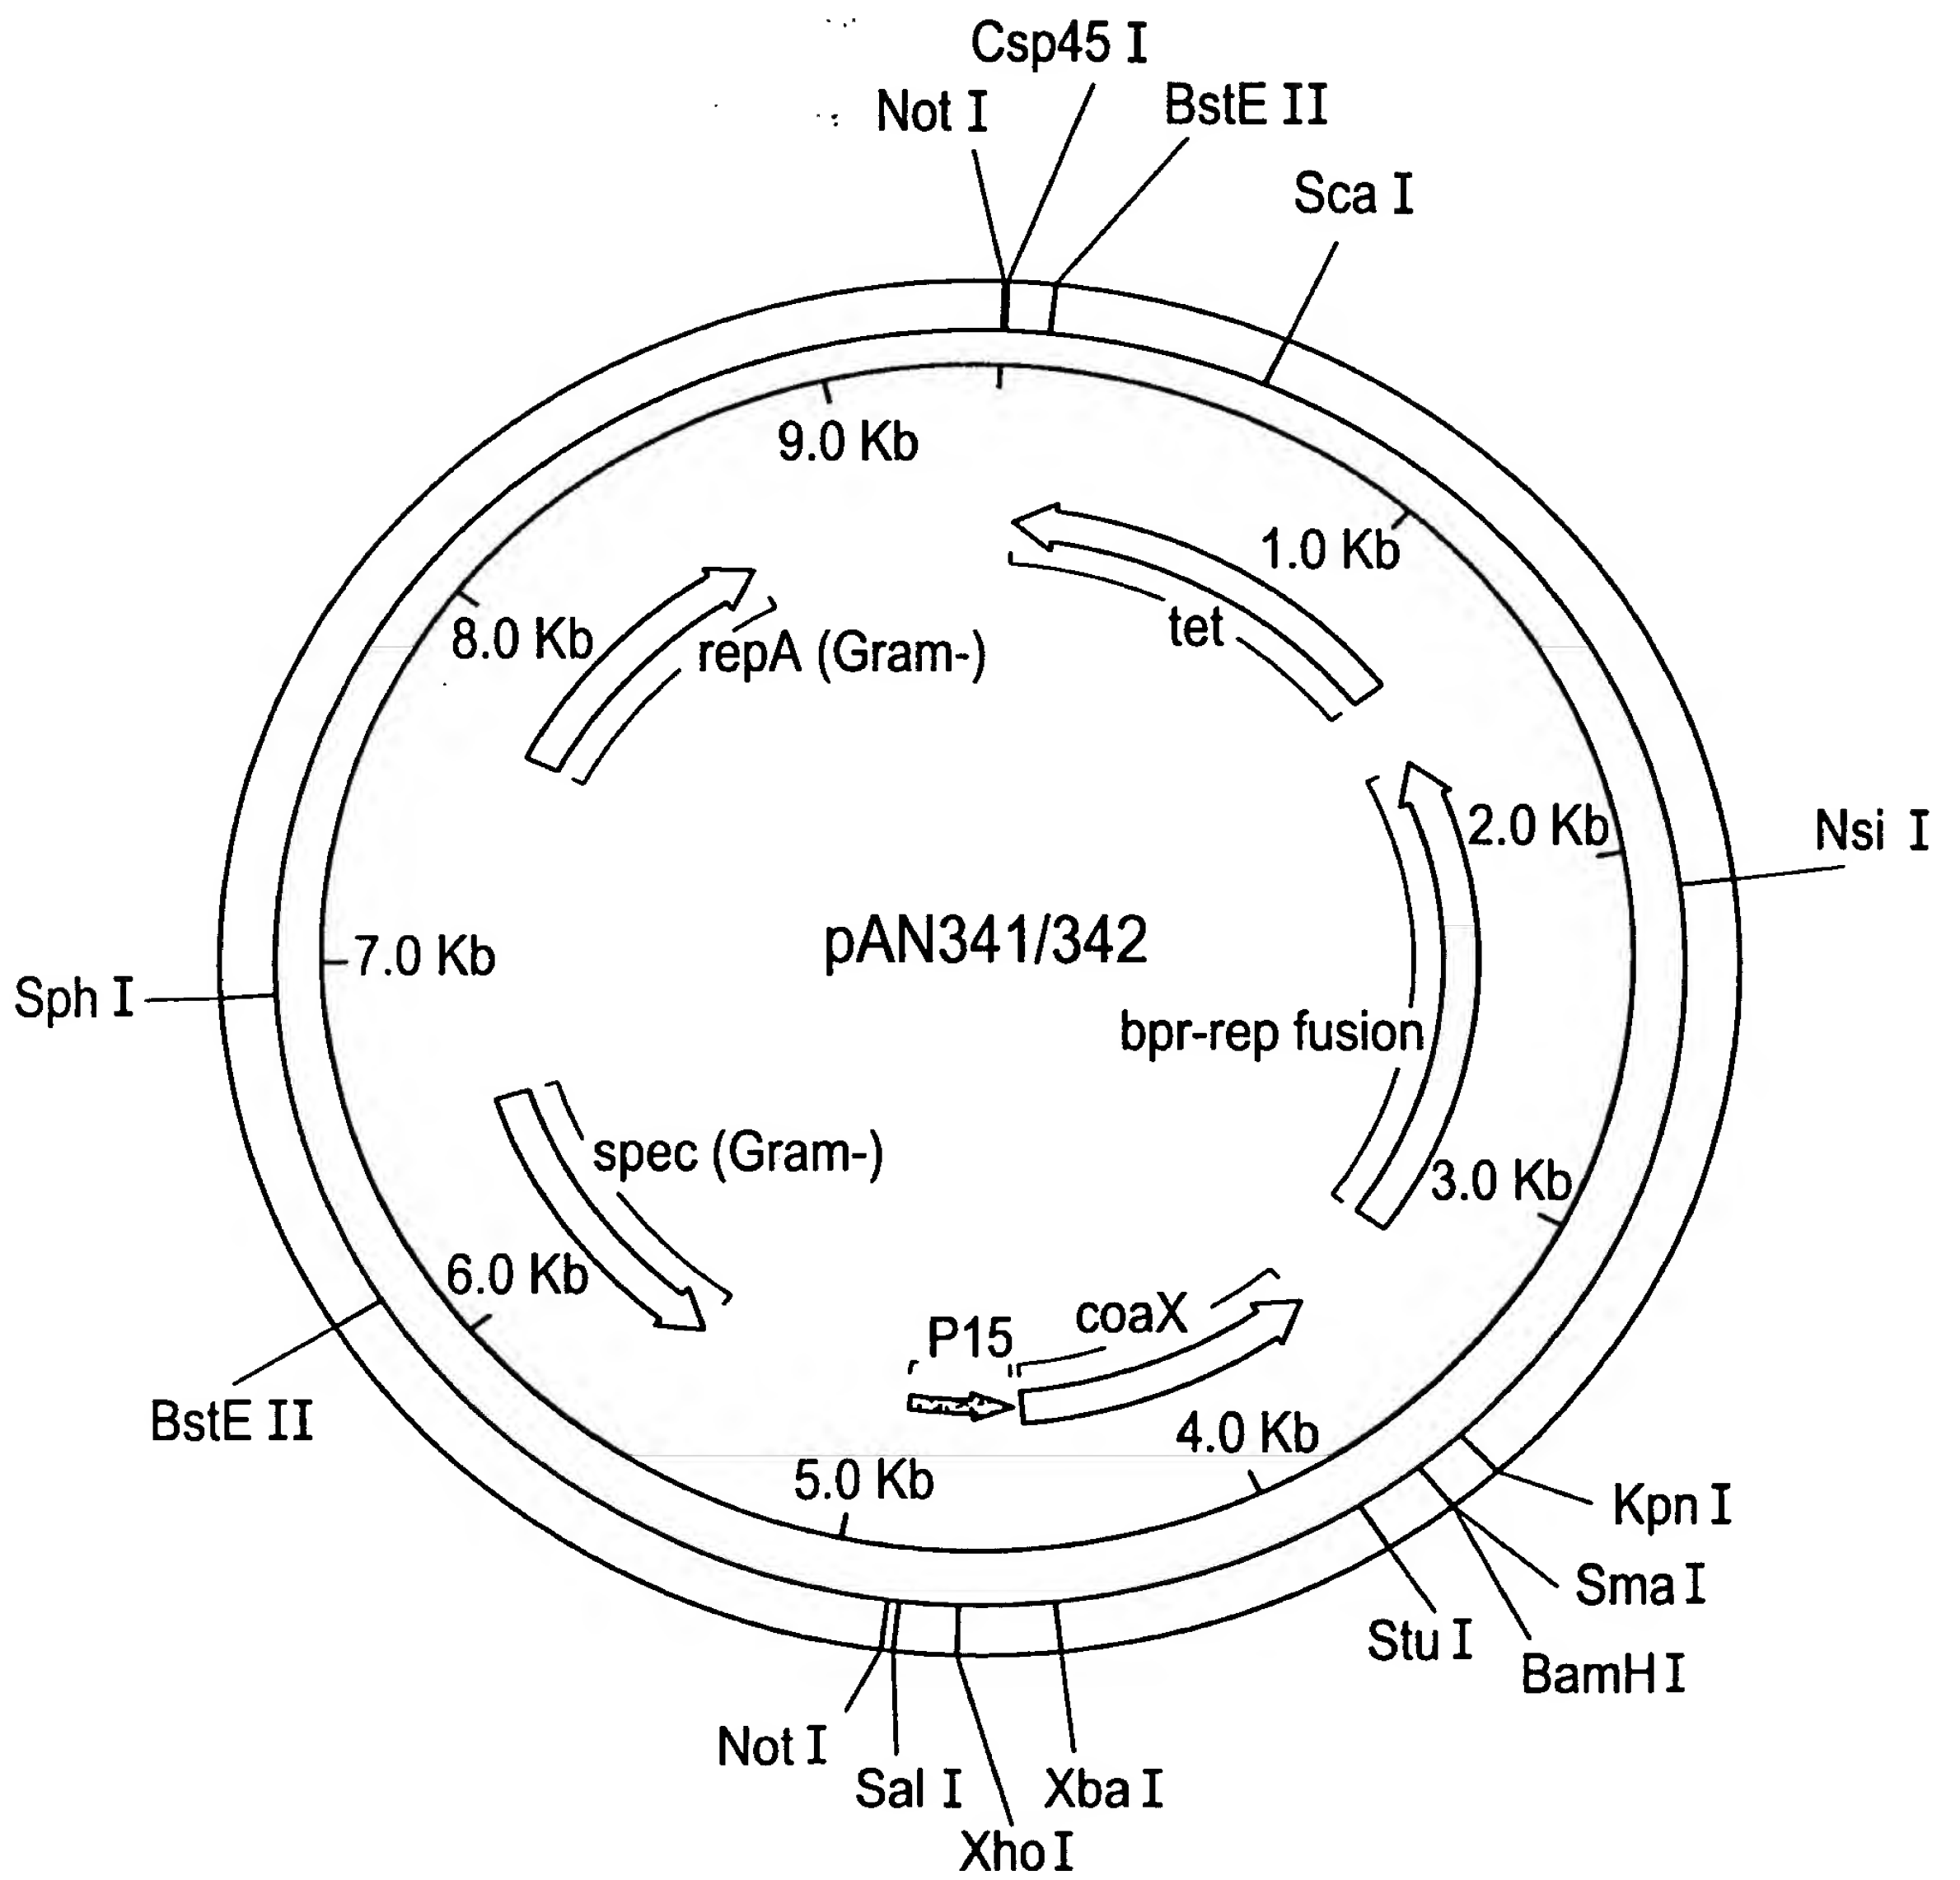 Csp45 I
Not I
BstE II
Sca I
9.0 Kb
1.0 Kb
tet
8.0 Kb
repA (Gram-)
2.0 Kb
Nsi I
pAN341/342
7.0 Kb
Sph I
bpr-rep fusion
spec (Gram-)
3.0 Kb
6.0 Kb
coaX
P15
BstE II
4.0 Kb
5.0 Kb
Kpn I
Sma I
Stu I
BamH I
Not I
Sal I
Xba I
Xho I